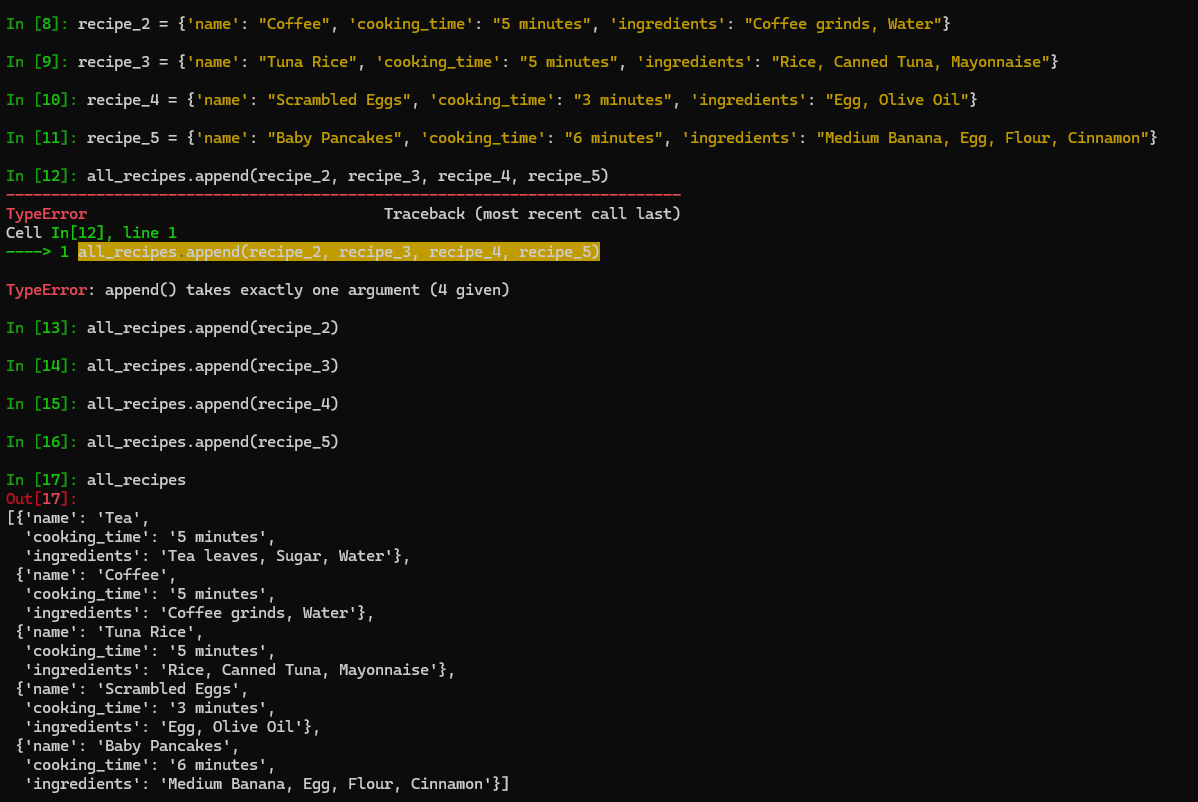 In [8]: recipe_2 = {'name': "Coffee", 'cooking_time': "5 minutes", 'ingredients': "Coffee grinds, Water"}
In [9]: recipe_3 = {'name': "Tuna Rice", 'cooking_time': "5 minutes", 'ingredients': "Rice, Canned Tuna, Mayonnaise"}
In [10]: recipe_4 = {'name': "Scrambled Eggs", 'cooking_time': "3 minutes", 'ingredients': "Egg, Olive Oil"}
In [11]: recipe_5 = {'name': "Baby Pancakes", 'cooking_time': "6 minutes", 'ingredients': "Medium Banana, Egg, Flour, Cinnamon"}
In [12]: all_recipes.append(recipe_2, recipe_3, recipe_4, recipe_5)
---------------------------------------------------------------------------
TypeError                                 Traceback (most recent call last)
Cell In[12], line 1
----> 1 all_recipes.append(recipe_2, recipe_3, recipe_4, recipe_5)
TypeError: append() takes exactly one argument (4 given)
In [13]: all_recipes.append(recipe_2)
In [14]: all_recipes.append(recipe_3)
In [15]: all_recipes.append(recipe_4)
In [16]: all_recipes.append(recipe_5)
In [17]: all_recipes
Out[17]:
[{'name': 'Tea',
  'cooking_time': '5 minutes',
  'ingredients': 'Tea leaves, Sugar, Water'},
 {'name': 'Coffee',
  'cooking_time': '5 minutes',
  'ingredients': 'Coffee grinds, Water'},
 {'name': 'Tuna Rice',
  'cooking_time': '5 minutes',
  'ingredients': 'Rice, Canned Tuna, Mayonnaise'},
 {'name': 'Scrambled Eggs',
  'cooking_time': '3 minutes',
  'ingredients': 'Egg, Olive Oil'},
 {'name': 'Baby Pancakes',
  'cooking_time': '6 minutes',
  'ingredients': 'Medium Banana, Egg, Flour, Cinnamon'}]